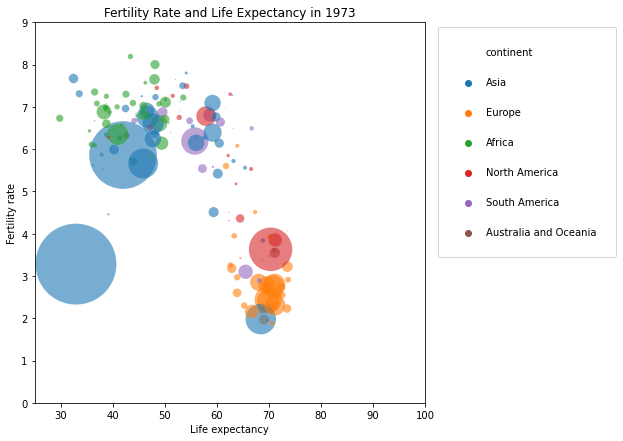 Fertility Rate and Life Expectancy in 1973
9
8
7
6
5
4
3
2
1
0
Fertility rate
30 40 50 60 70 80 90 100
Life expectancy
continent
Asia
Europe
Africa
North America
South America
Australia and Oceania